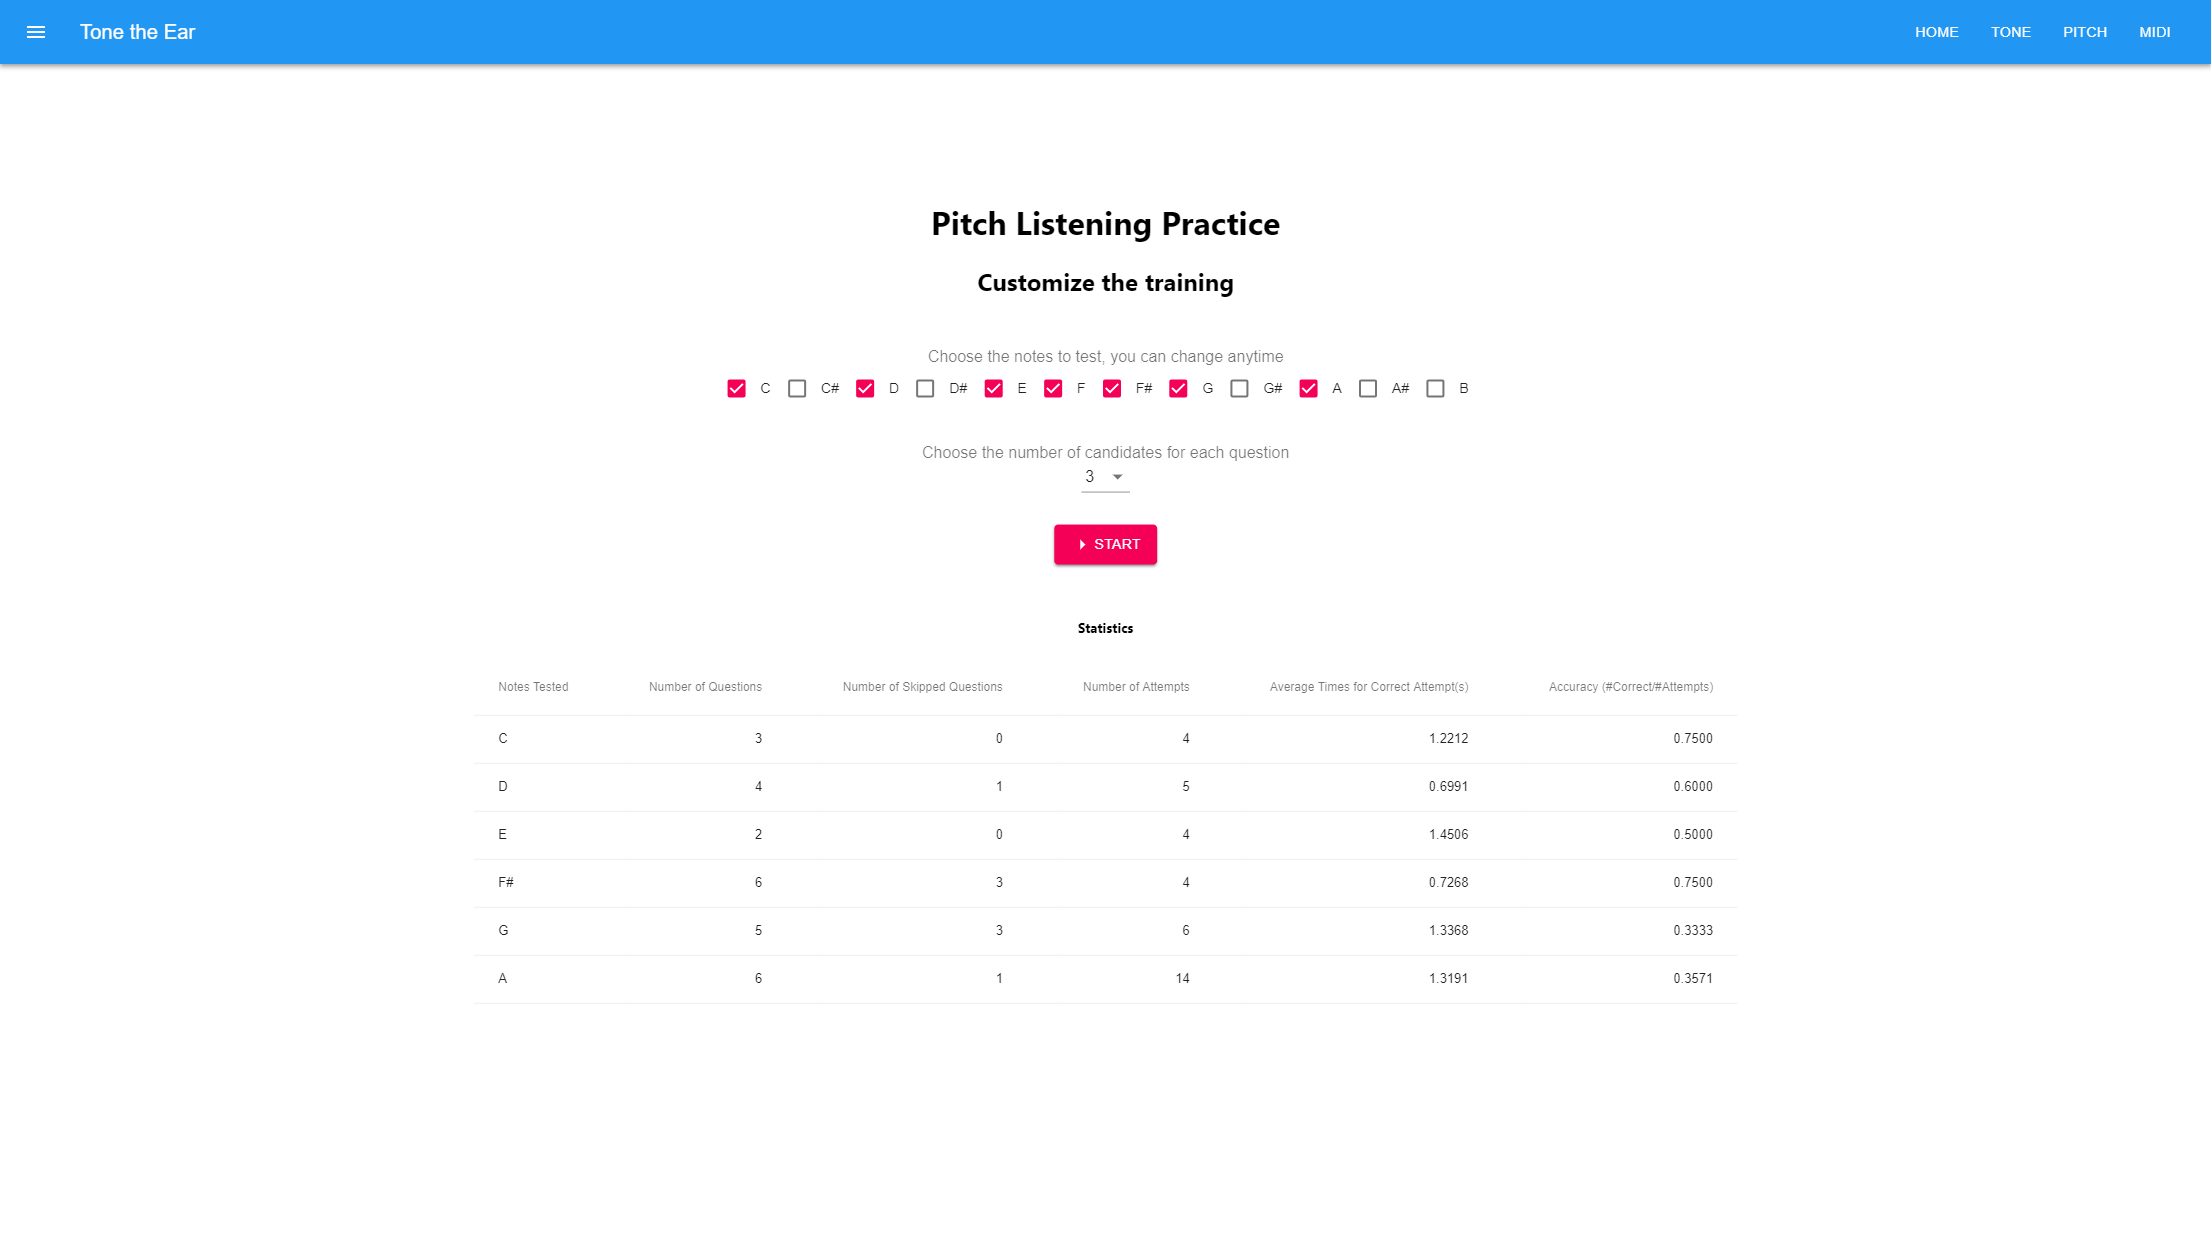 Tone the Ear HOME TONE PITCH MIDI
Pitch Listening Practice
Customize the training
Choose the notes to test, you can change anytime
C C# D D# E F F# G G# A A# B
Choose the number of candidates for each question
3
START
Statistics
Notes Tested Number of Questions Number of Skipped Questions Number of Attempts Average Times for Correct Attempt(s) Accuracy (#Correct/#Attempts)
C 3 0 4 1.2212 0.7500
D 4 1 5 0.6991 0.6000
E 2 0 4 1.4506 0.5000
F# 6 3 4 0.7268 0.7500
G 5 3 6 1.3368 0.3333
A 6 1 14 1.3191 0.3571